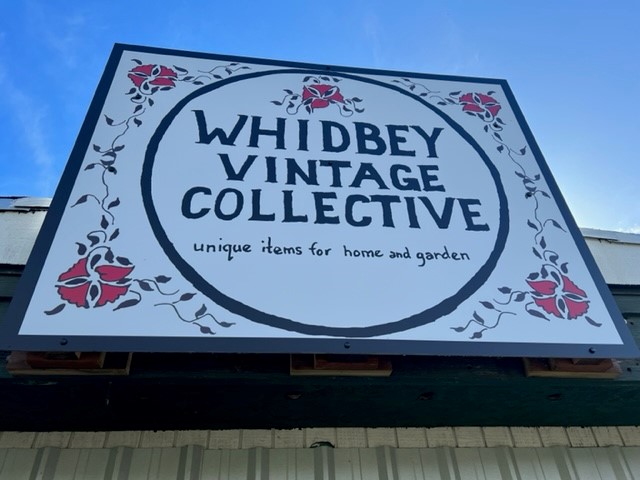 WHIDBEY
VINTAGE
COLLECTIVE
unique items for home and garden